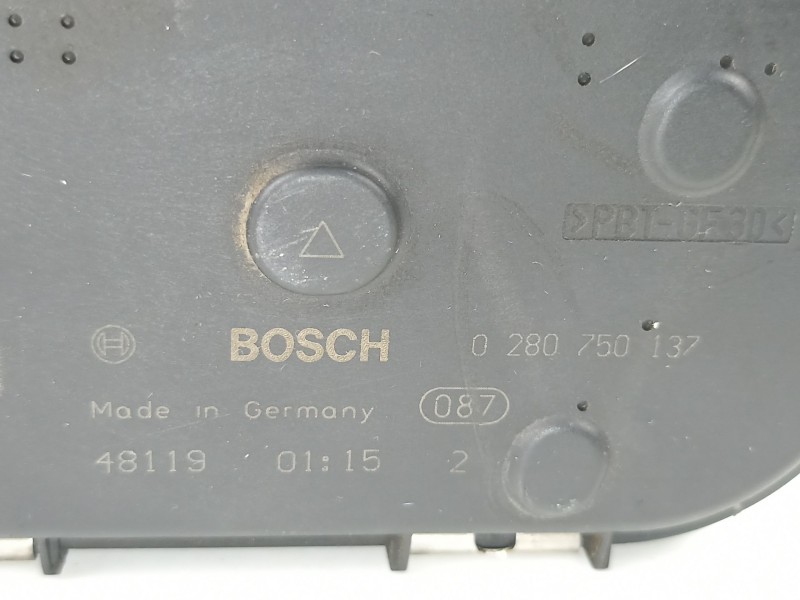 >PBT-GF30<
BOSCH 0 280 750 137
Made in Germany 087
48119 01:15 2